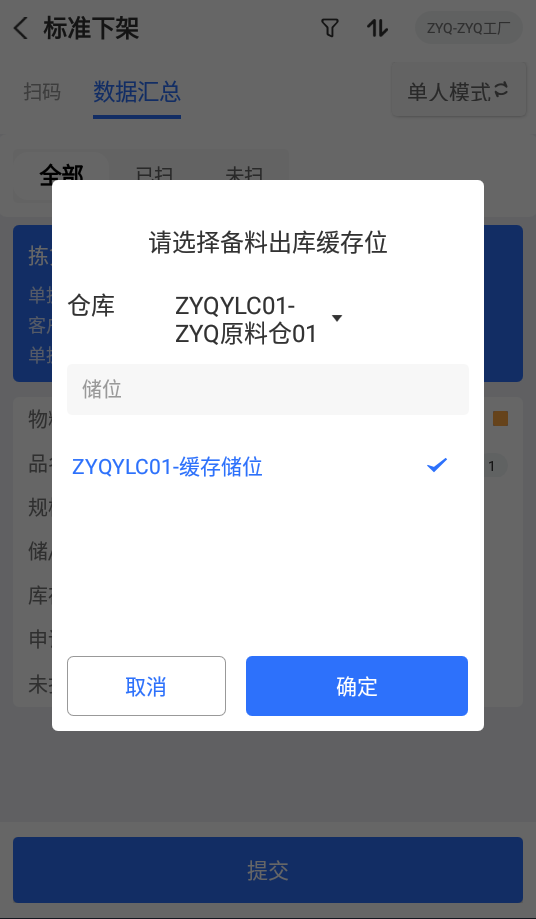 标准下架
ZYQ-ZYQ工厂
扫码
数据汇总
单人模式
全部
已扫
未扫
请选择备料出库缓存位
仓库
ZYQYLC01-
ZYQ原料仓01
储位
ZYQYLC01-缓存储位
1
取消
确定
提交